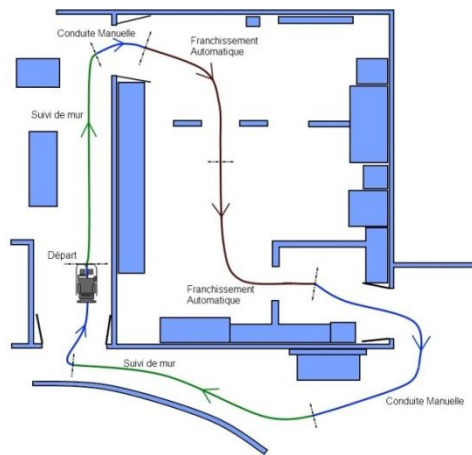 Conduite Manuelle
Franchissement
Automatique
Suivi de mur
Départ
Franchissement
Automatique
Suivi de mur
Conduite Manuelle